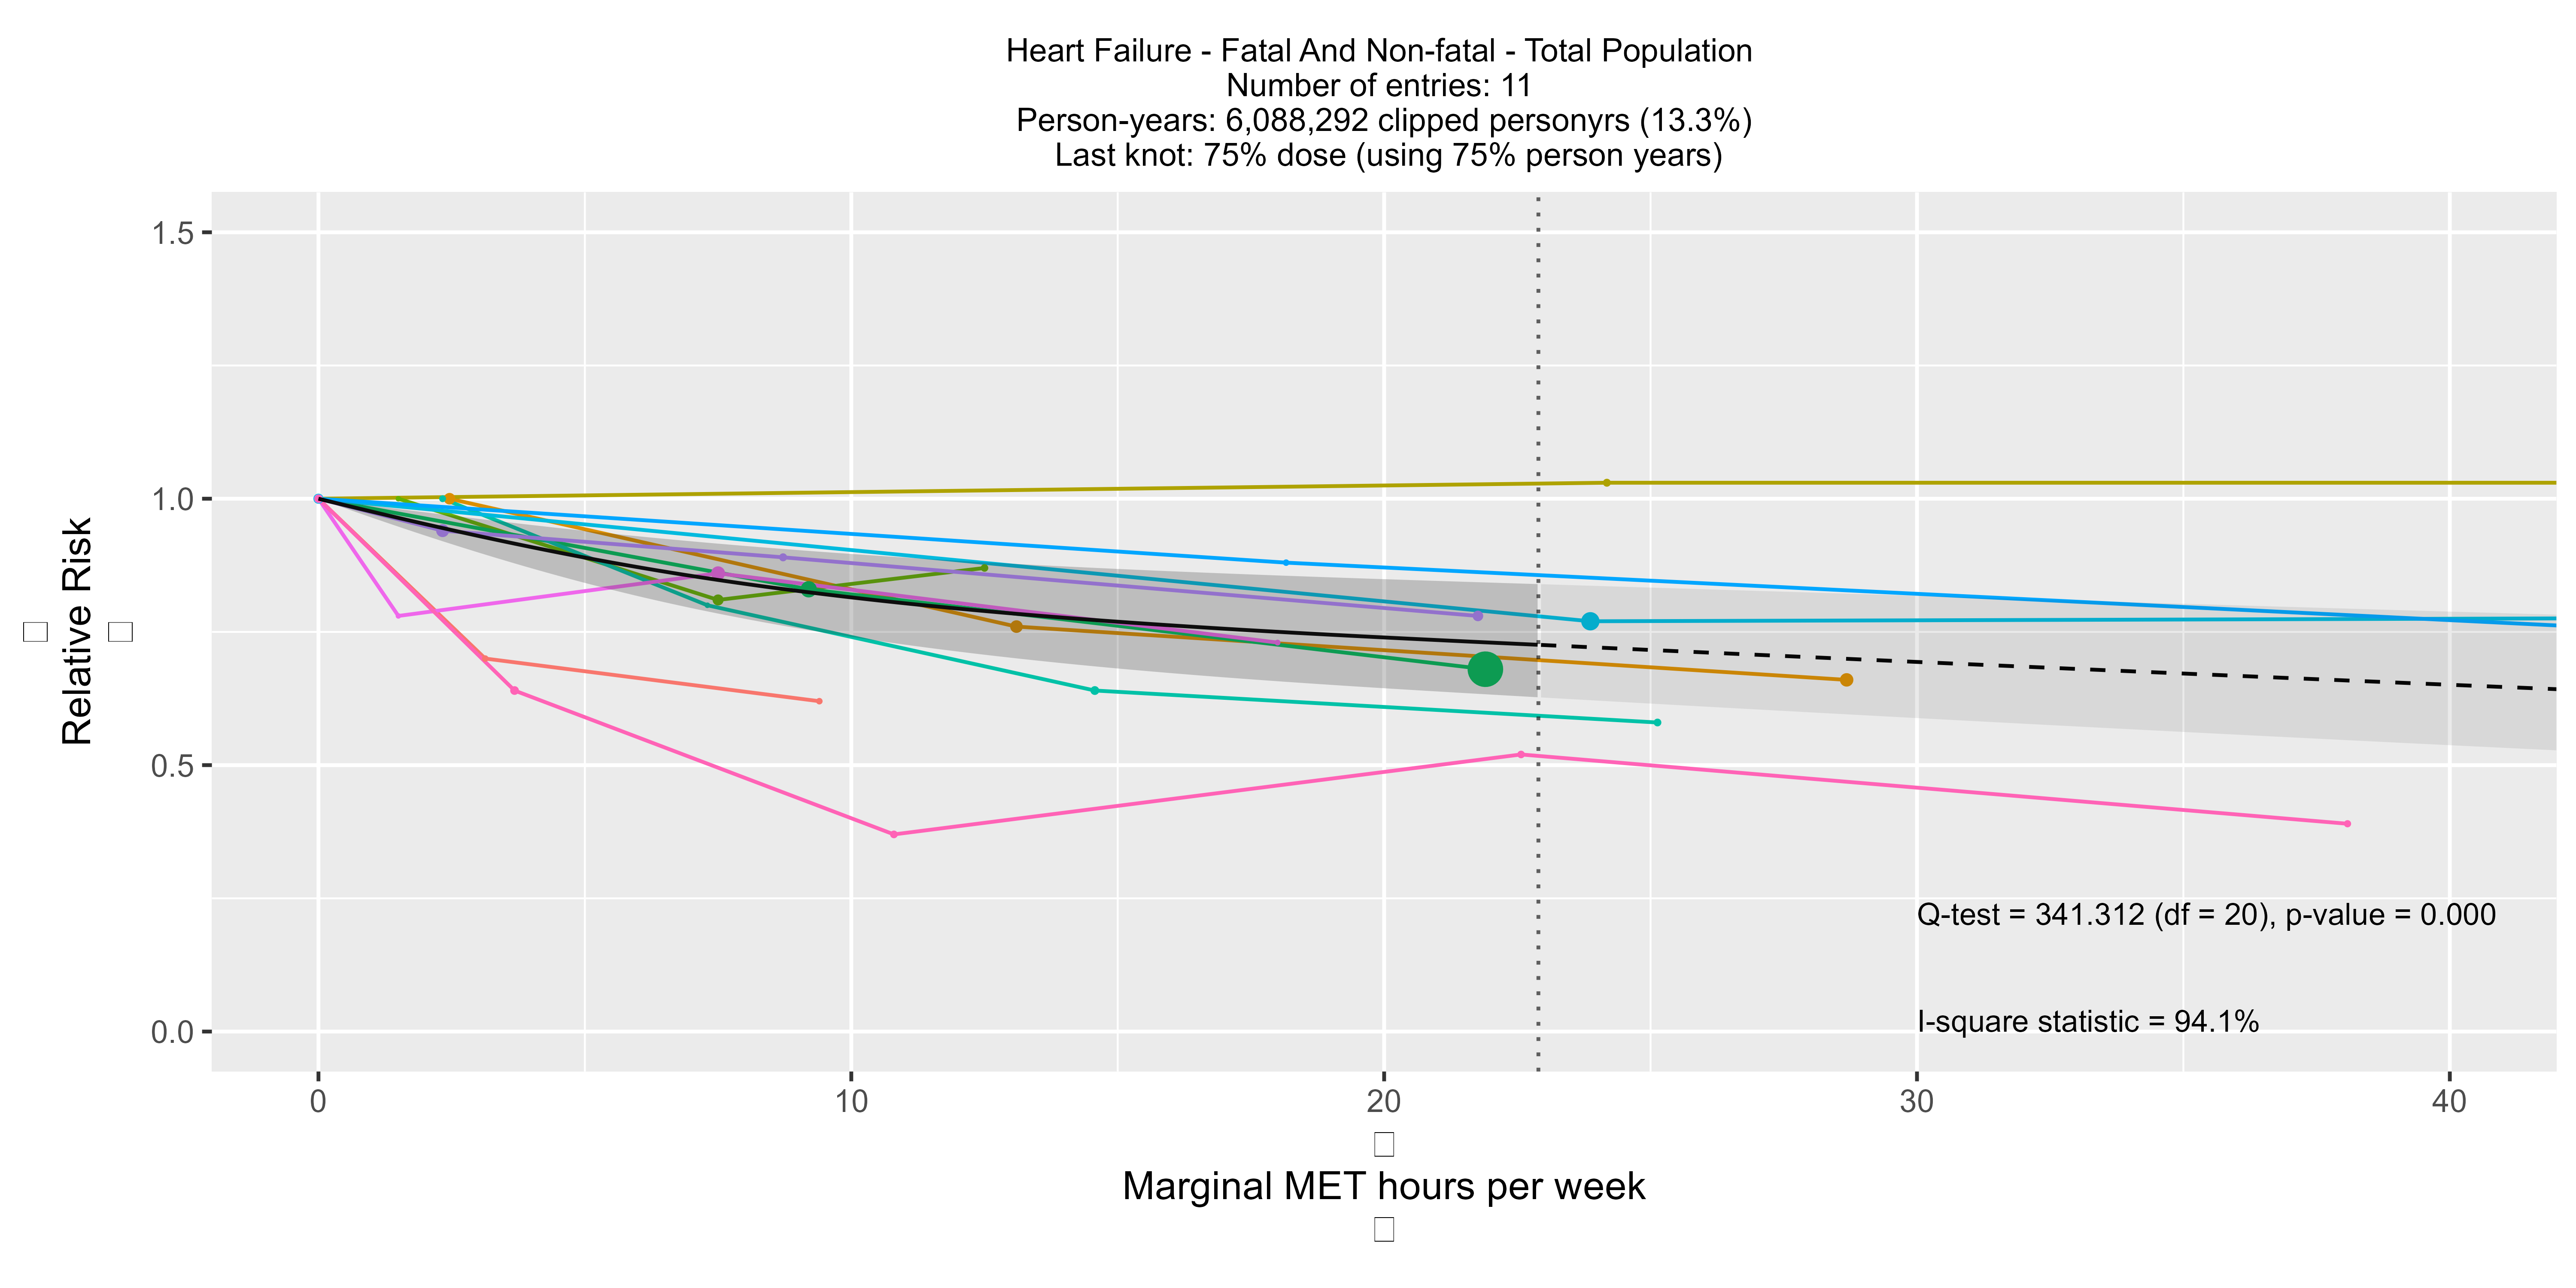 Heart Failure - Fatal And Non-fatal - Total Population
Number of entries: 11
Person-years: 6,088,292 clipped personyrs (13.3%)
Last knot: 75% dose (using 75% person years)
1.5
1.0
0.5
0.0
Relative Risk
Q-test = 341.312 (df = 20), p-value = 0.000
I-square statistic = 94.1%
0 10 20 30 40
Marginal MET hours per week